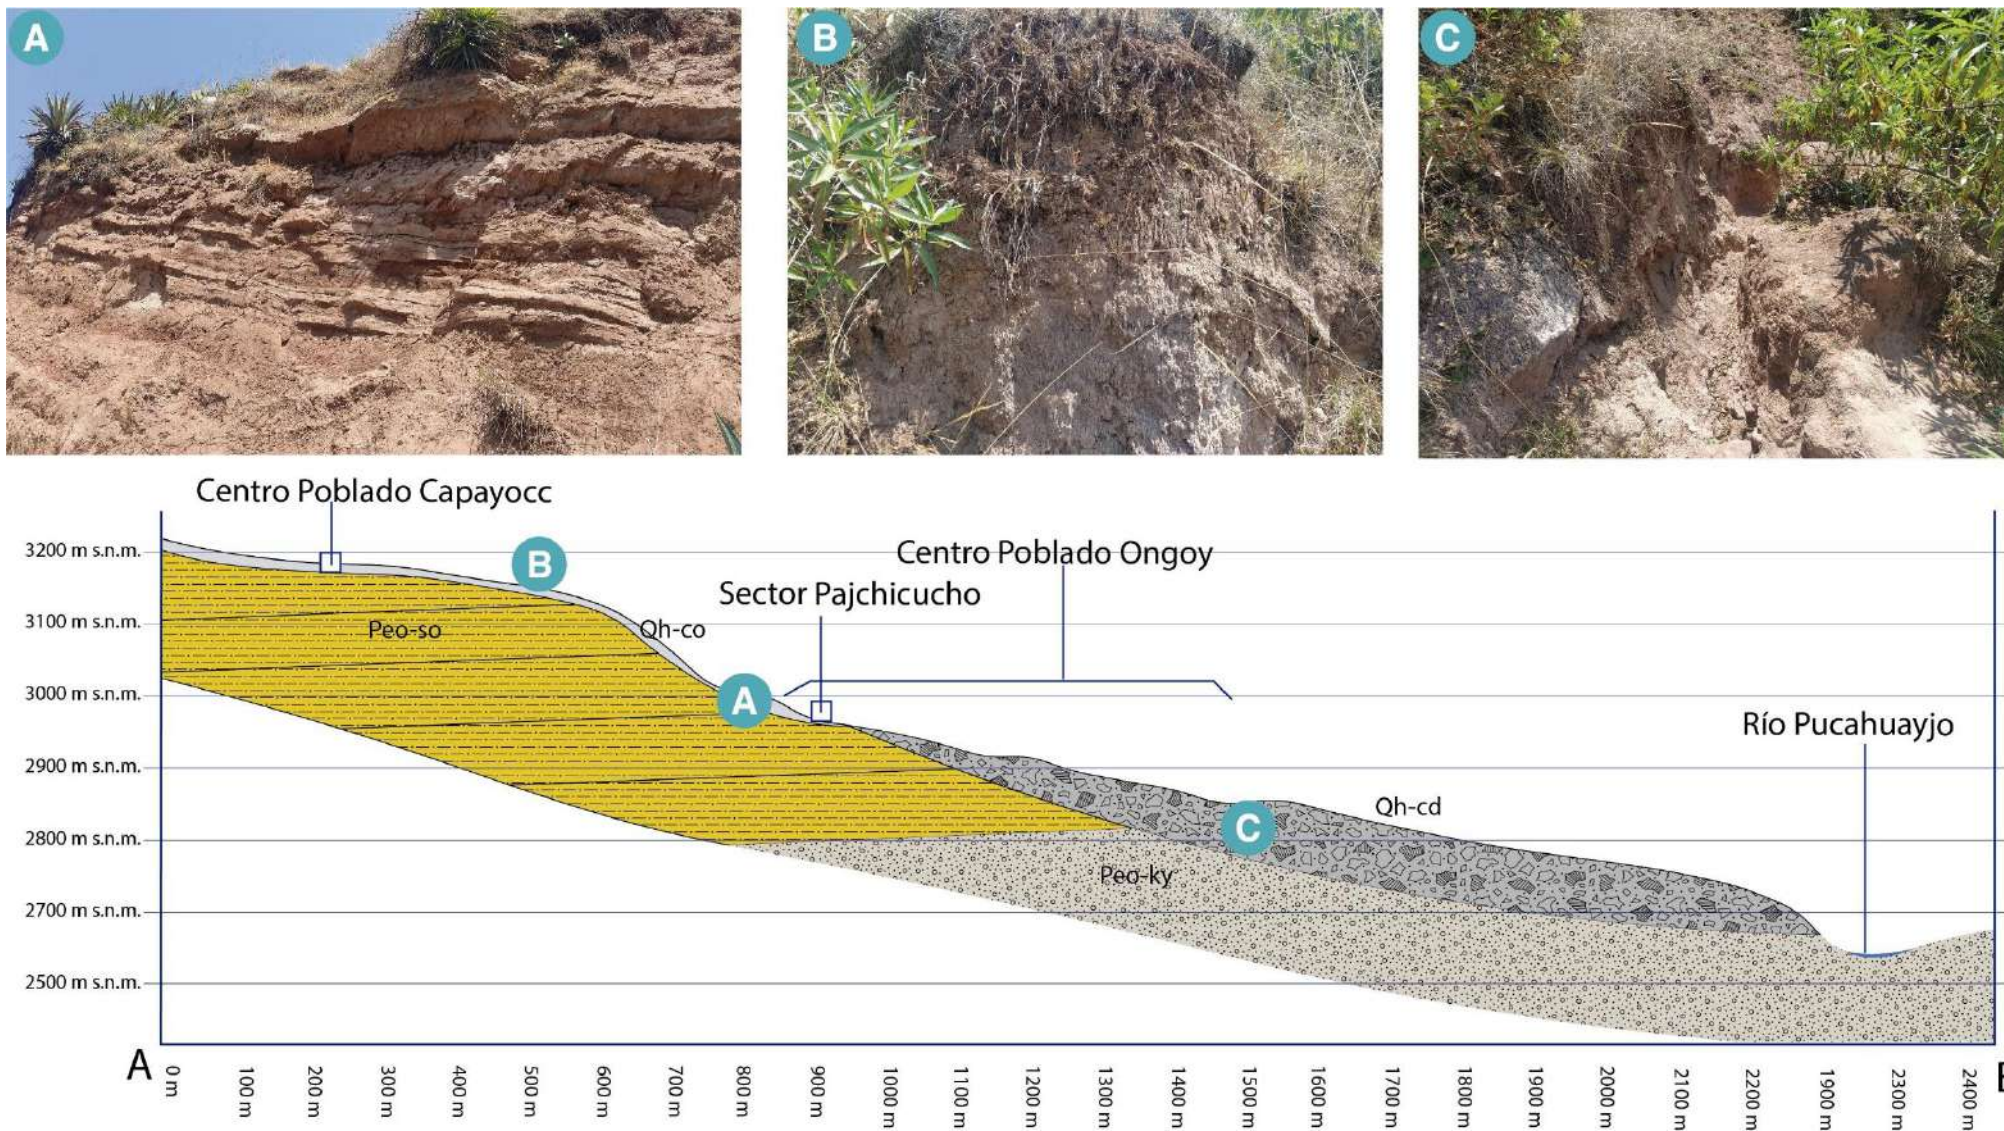 A
B
C
Centro Poblado Capayocc
3200 m s.n.m.
B
Centro Poblado Ongoy
Sector Pajchicucho
3100 m s.n.m.
Peo-so
Qh-co
3000 m s.n.m.
A
Río Pucahuayjo
2900 m s.n.m.
Qh-cd
2800 m s.n.m.
C
Peo-ky
2700 m s.n.m.
2500 m s.n.m.
A
0 m
100 m
200 m
300 m
400 m
500 m
600 m
700 m
800 m
900 m
1000 m
1100 m
1200 m
1300 m
1400 m
1500 m
1600 m
1700 m
1800 m
1900 m
2000 m
2100 m
2200 m
1900 m
2300 m
2400 m